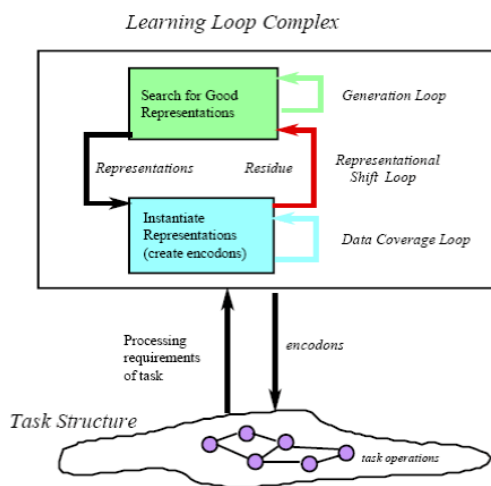 Learning Loop Complex
Search for Good
Representations
Generation Loop
Representations
Residue
Representational
Shift Loop
Instantiate
Representations
(create encodons)
Data Coverage Loop
Processing
requirements
of task
encodons
Task Structure
task operations